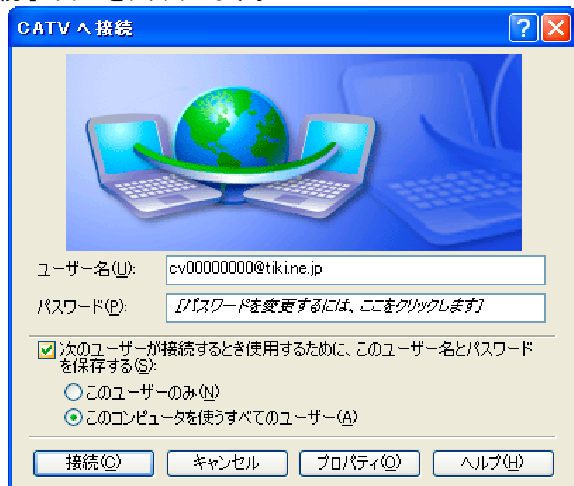 CATV へ接続
ユーザー名(U):
cv00000000@tiki.ne.jp
パスワード(P):
[パスワードを変更するには、ここをクリックします]
次のユーザーが接続するとき使用するために、このユーザー名とパスワード
を保存する(S):
このユーザーのみ(N)
このコンピュータを使うすべてのユーザー(A)
接続(C)
キャンセル
プロパティ(O)
ヘルプ(H)